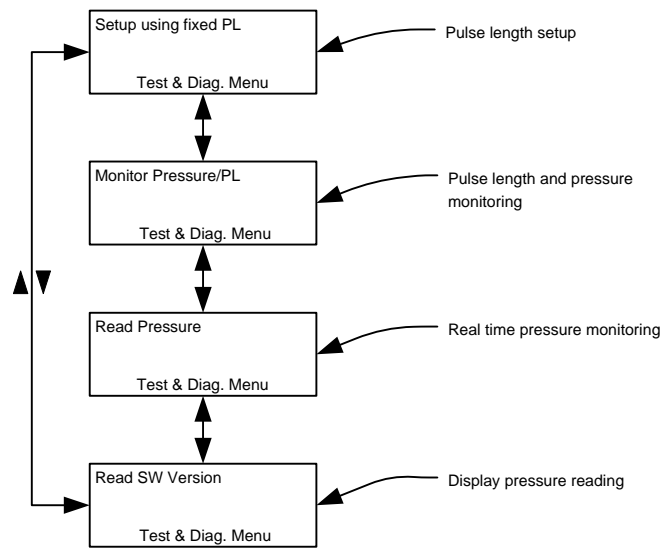 Setup using fixed PL
Test & Diag. Menu
Pulse length setup
Monitor Pressure/PL
Test & Diag. Menu
Pulse length and pressure
monitoring
Read Pressure
Test & Diag. Menu
Real time pressure monitoring
Read SW Version
Test & Diag. Menu
Display pressure reading